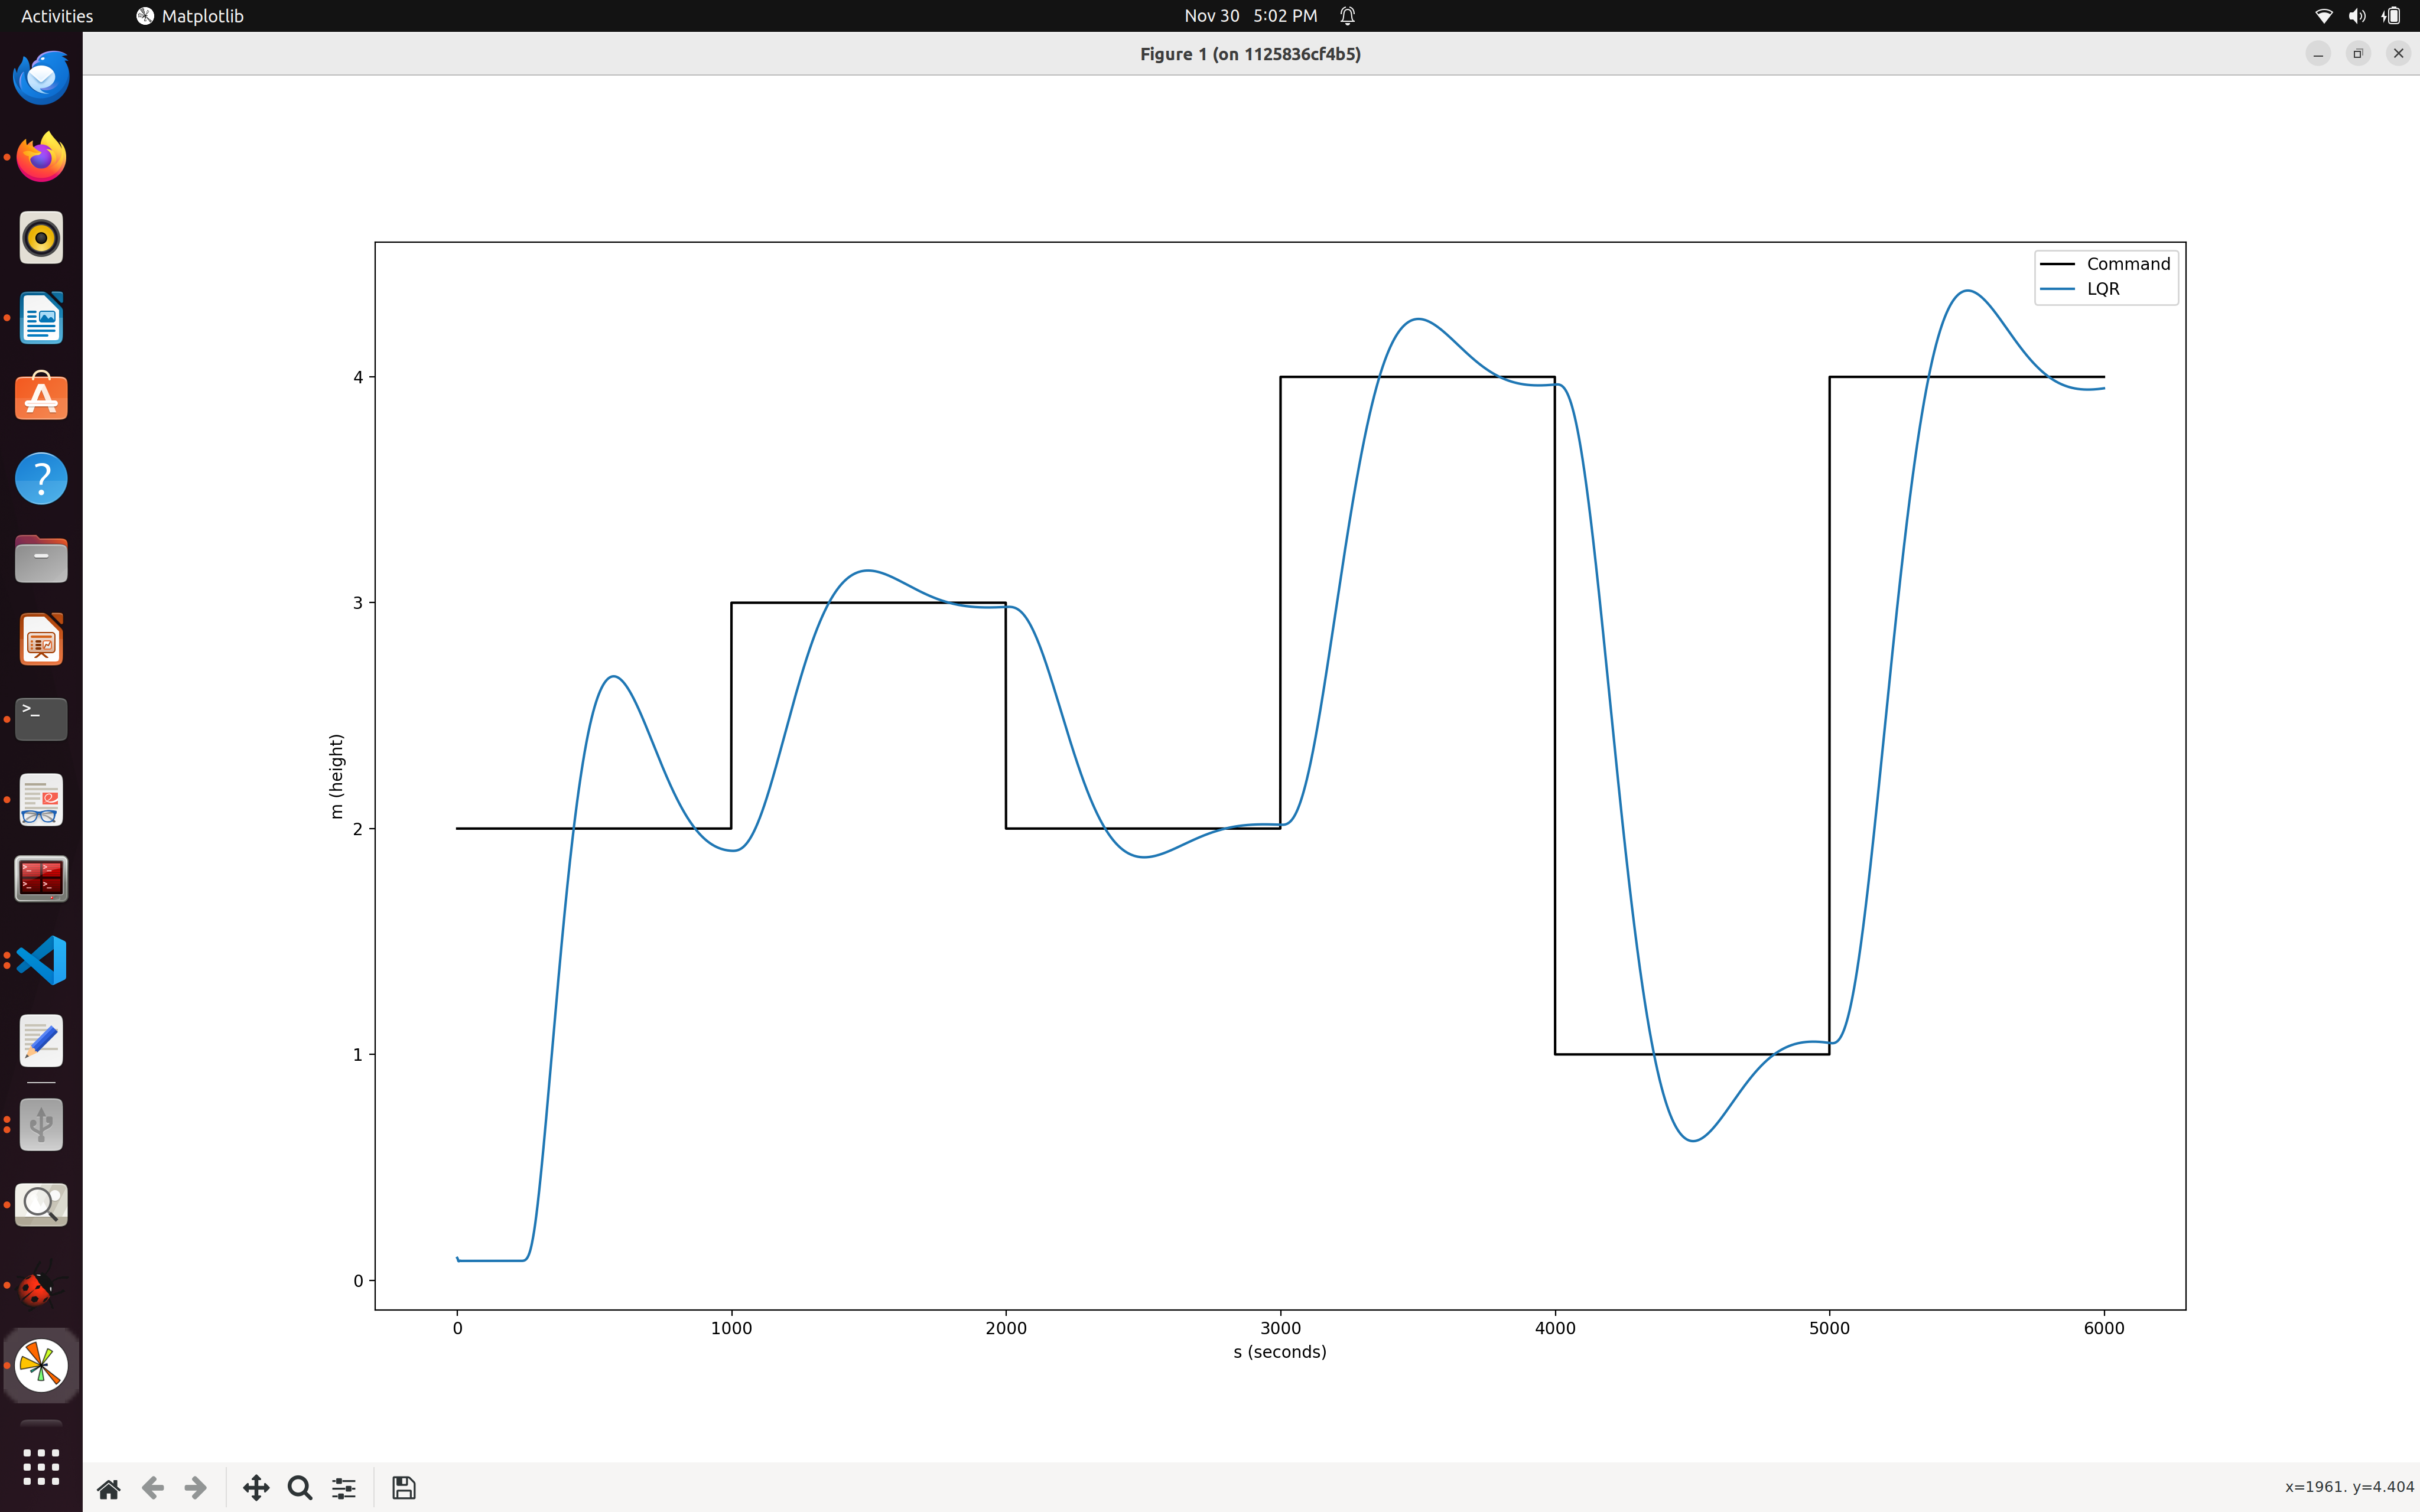 Activities
Matplotlib
Nov 30 5:02 PM
Figure 1 (on 1125836cf4b5)
Command
LQR
4
3
2
1
0
m (height)
0
1000
2000
3000
4000
5000
6000
s (seconds)
x=1961. y=4.404